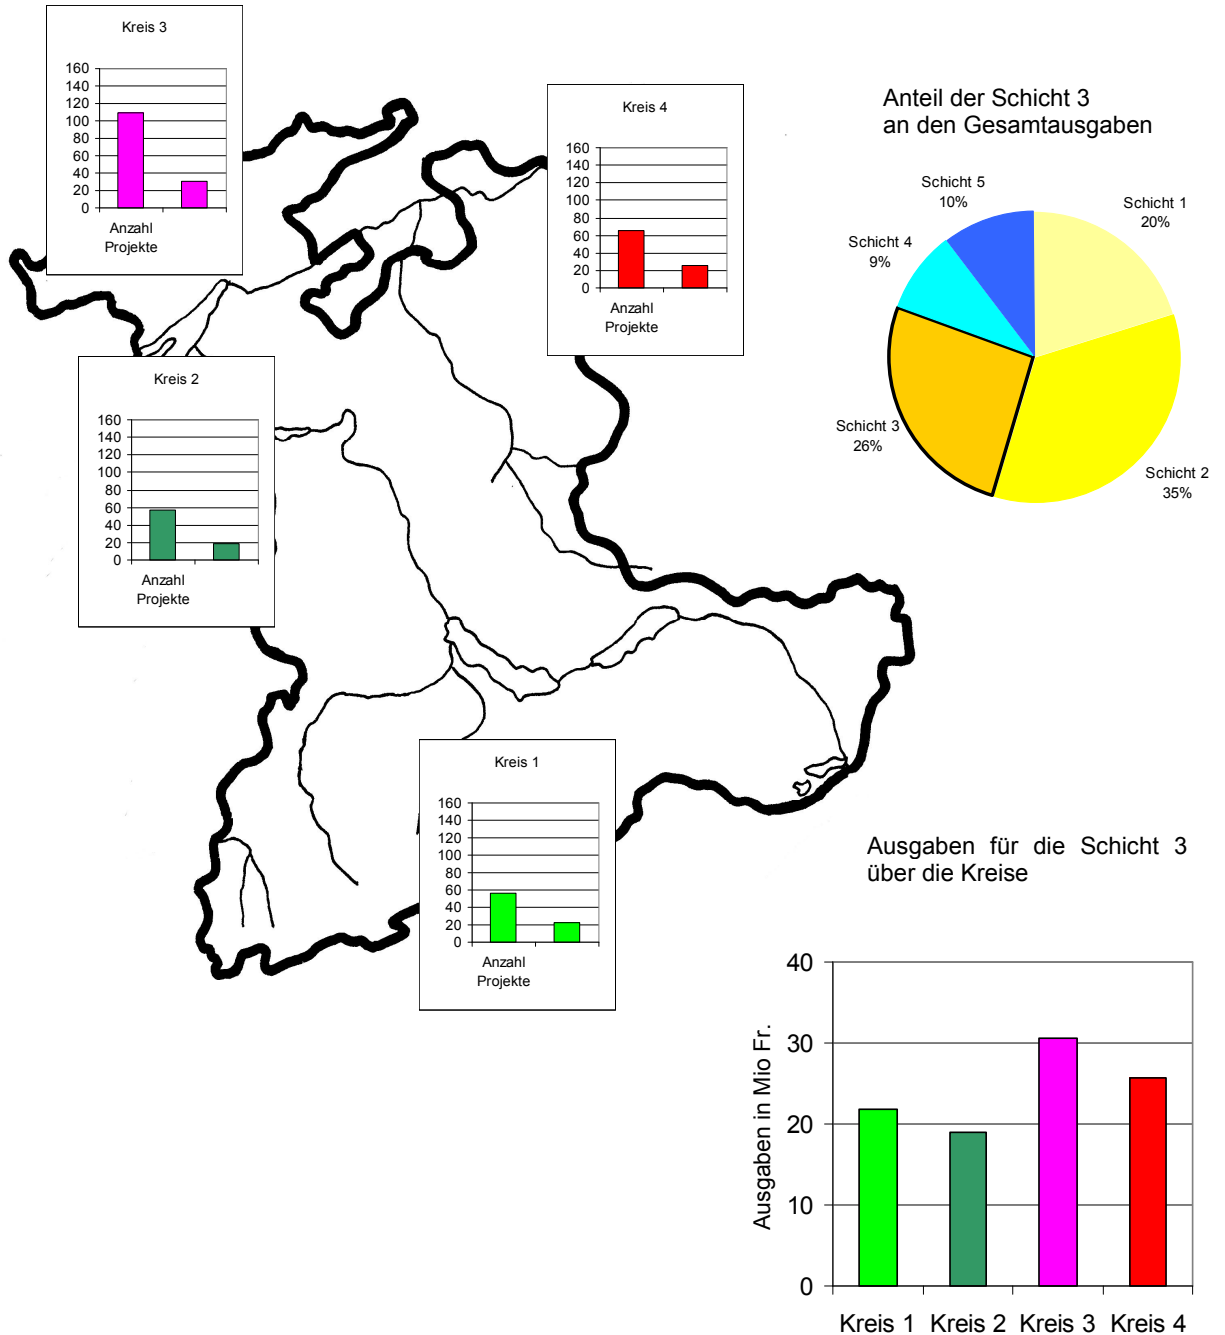 Kreis 3
160
140
120
100
80
60
40
20
0
Anzahl
Projekte
Kreis 4
160
140
120
100
80
60
40
20
0
Anzahl
Projekte
Anteil der Schicht 3
an den Gesamtausgaben
Schicht 5
10%
Schicht 1
20%
Schicht 4
9%
Schicht 3
26%
Schicht 2
35%
Kreis 2
160
140
120
100
80
60
40
20
0
Anzahl
Projekte
Kreis 1
160
140
120
100
80
60
40
20
0
Anzahl
Projekte
Ausgaben für die Schicht 3
über die Kreise
Ausgaben in Mio Fr.
40
30
20
10
0
Kreis 1 Kreis 2 Kreis 3 Kreis 4